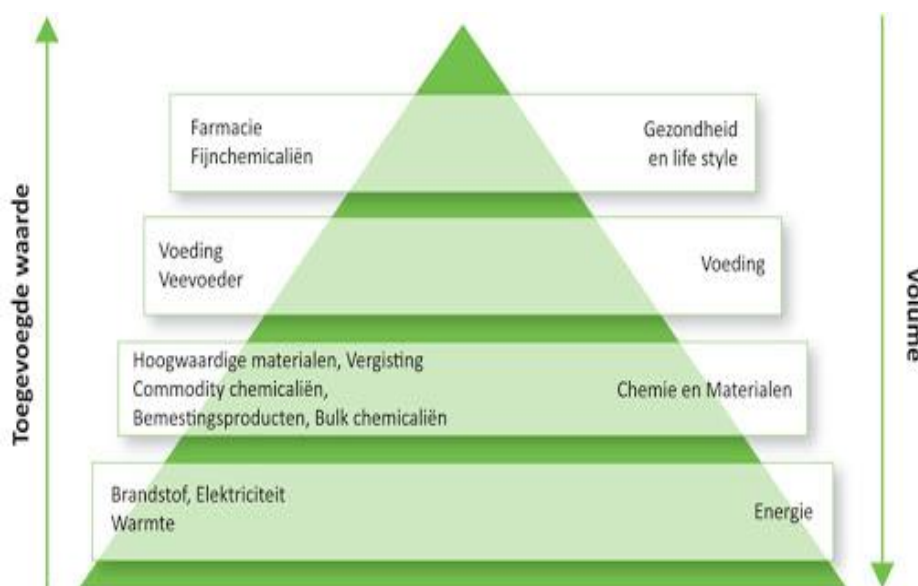 Toegevoegde waarde
Farmacie
Fijnchemicaliën
Gezondheid
en life style
Voeding
Veevoeder
Voeding
Hoogwaardige materialen, Vergisting
Commodity chemicaliën,
Bemestingsproducten, Bulk chemicaliën
Chemie en Materialen
Brandstof, Elektriciteit
Warmte
Energie
Volume